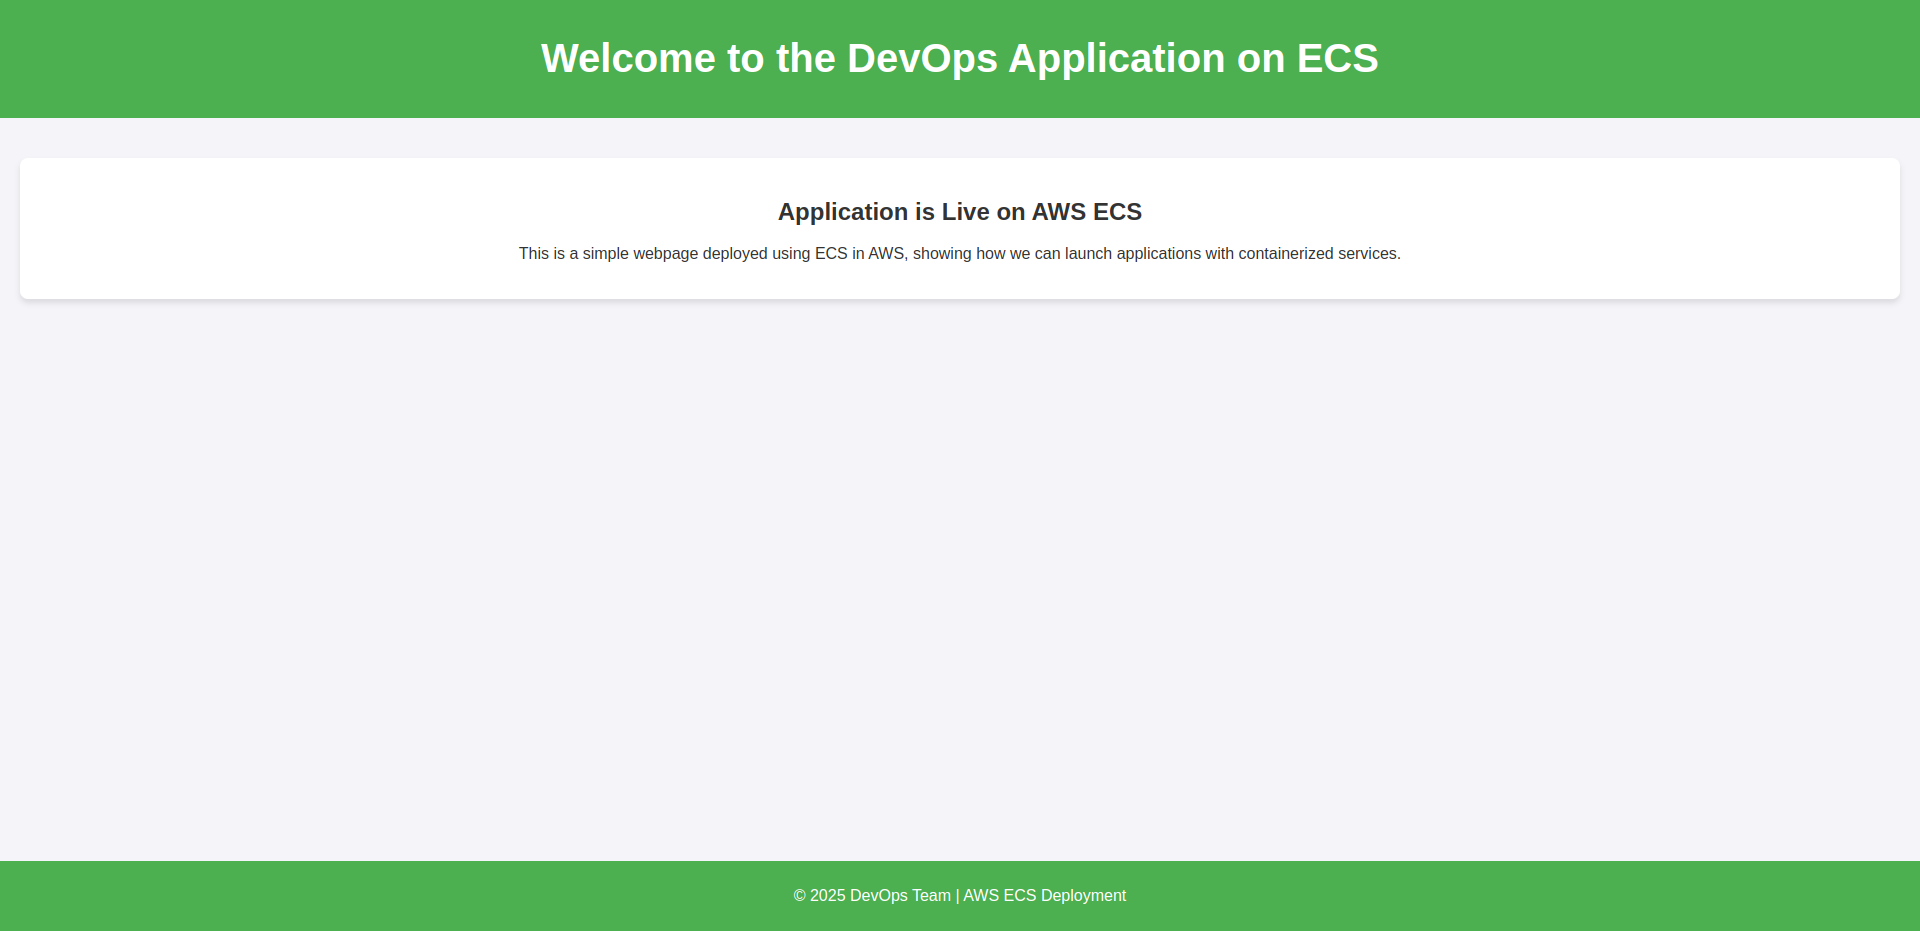 Welcome to the DevOps Application on ECS
Application is Live on AWS ECS
This is a simple webpage deployed using ECS in AWS, showing how we can launch applications with containerized services.
© 2025 DevOps Team | AWS ECS Deployment